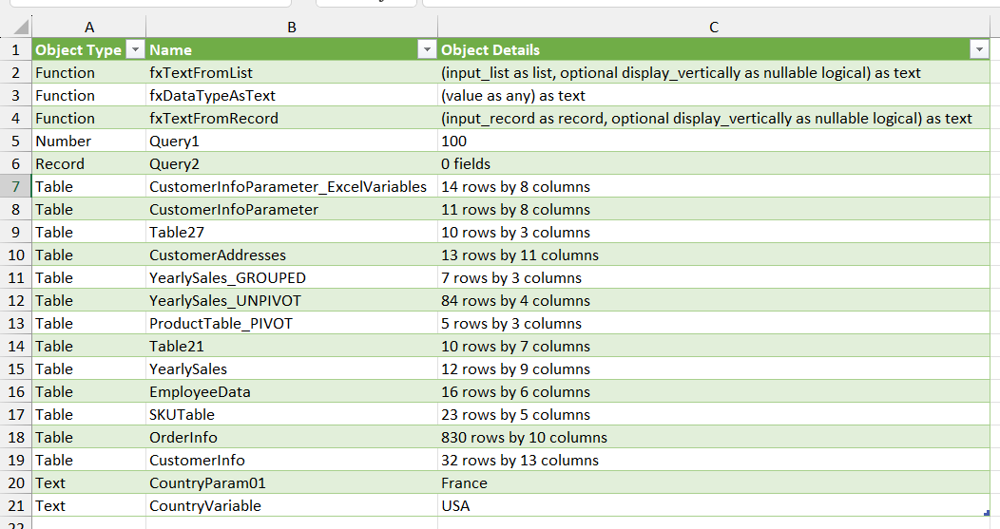 A B C
1 Object Type Name Object Details
2 Function fxTextFromList (input_list as list, optional display_vertically as nullable logical) as text
3 Function fxDataTypeAsText (value as any) as text
4 Function fxTextFromRecord (input_record as record, optional display_vertically as nullable logical) as text
5 Number Query1 100
6 Record Query2 0 fields
7 Table CustomerInfoParameter_ExcelVariables 14 rows by 8 columns
8 Table CustomerInfoParameter 11 rows by 8 columns
9 Table Table27 10 rows by 3 columns
10 Table CustomerAddresses 13 rows by 11 columns
11 Table YearlySales_GROUPED 7 rows by 3 columns
12 Table YearlySales_UNPIVOT 84 rows by 4 columns
13 Table ProductTable_PIVOT 5 rows by 3 columns
14 Table Table21 10 rows by 7 columns
15 Table YearlySales 12 rows by 9 columns
16 Table EmployeeData 16 rows by 6 columns
17 Table SKUTable 23 rows by 5 columns
18 Table OrderInfo 830 rows by 10 columns
19 Table CustomerInfo 32 rows by 13 columns
20 Text CountryParam01 France
21 Text CountryVariable USA
22